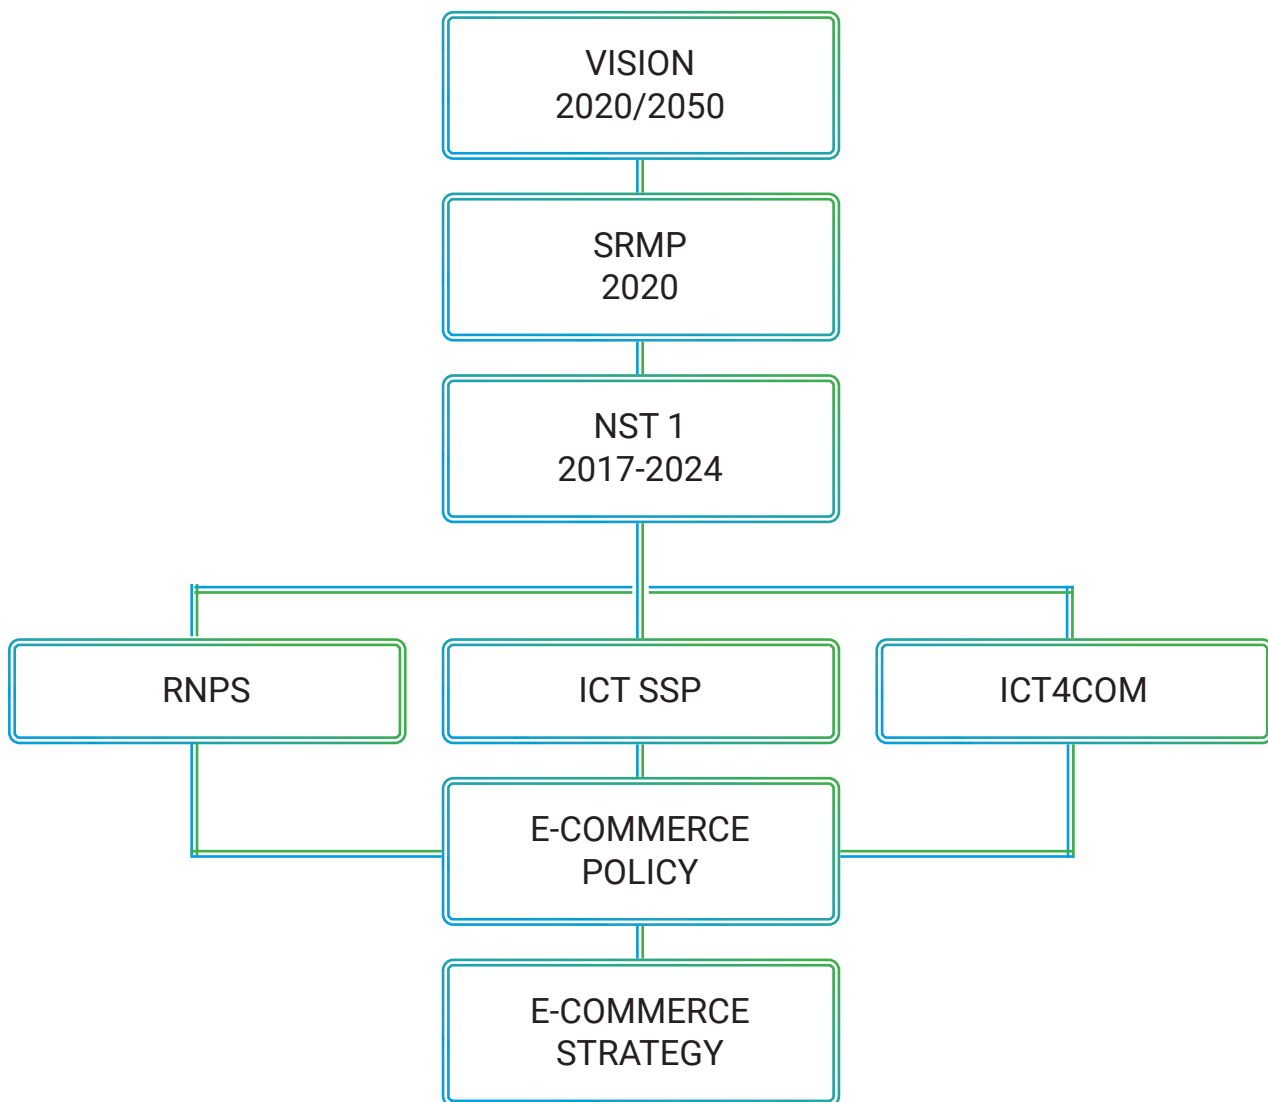 VISION
2020/2050
SRMP
2020
NST 1
2017-2024
RNPS
ICT SSP
ICT4COM
E-COMMERCE
POLICY
E-COMMERCE
STRATEGY